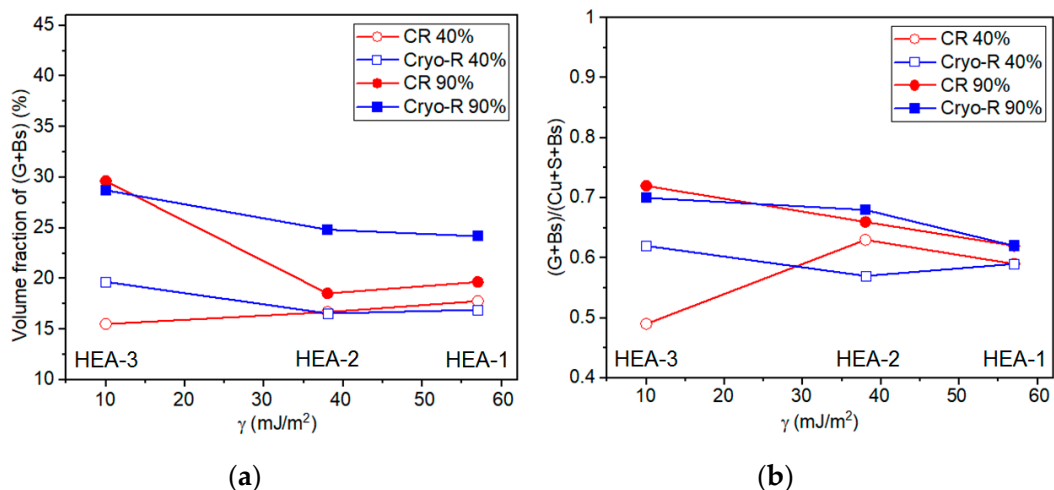 Volume fraction of (G+Bs) (%)
45
40
35
30
25
20
15
10
CR 40%
Cryo-R 40%
CR 90%
Cryo-R 90%
HEA-3 HEA-2 HEA-1
10 20 30 40 50 60
γ (mJ/m²)
(a)
(G+Bs)/(Cu+S+Bs)
1
0.9
0.8
0.7
0.6
0.5
0.4
CR 40%
Cryo-R 40%
CR 90%
Cryo-R 90%
HEA-3 HEA-2 HEA-1
10 20 30 40 50 60
γ (mJ/m²)
(b)